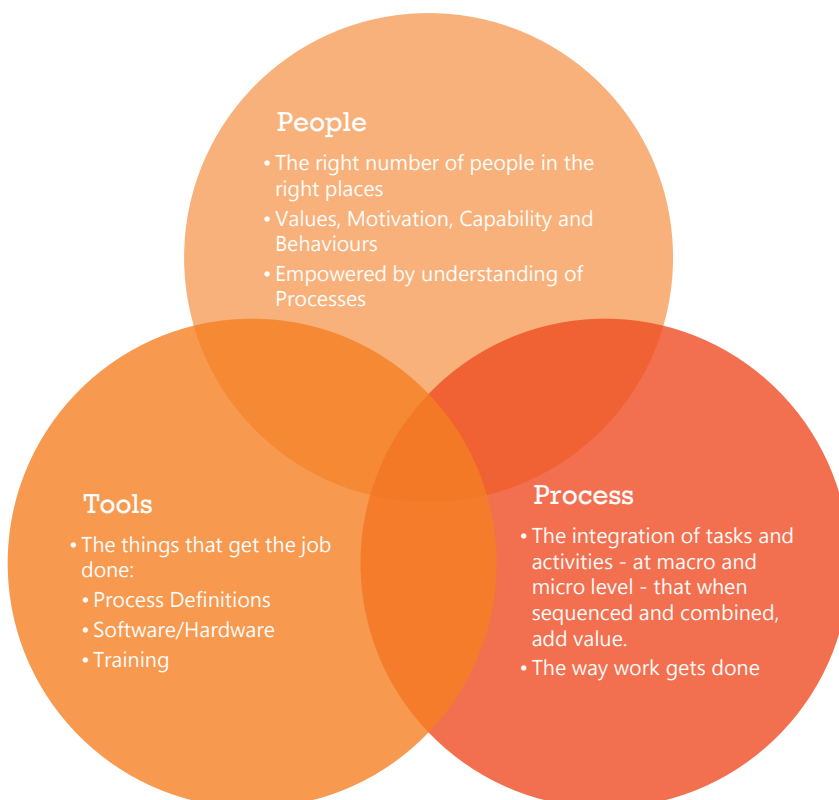 People
• The right number of people in the
right places
• Values, Motivation, Capability and
Behaviours
• Empowered by understanding of
Processes
Tools
• The things that get the job
done:
• Process Definitions
• Software/Hardware
• Training
Process
• The integration of tasks and
activities - at macro and
micro level - that when
sequenced and combined,
add value.
• The way work gets done